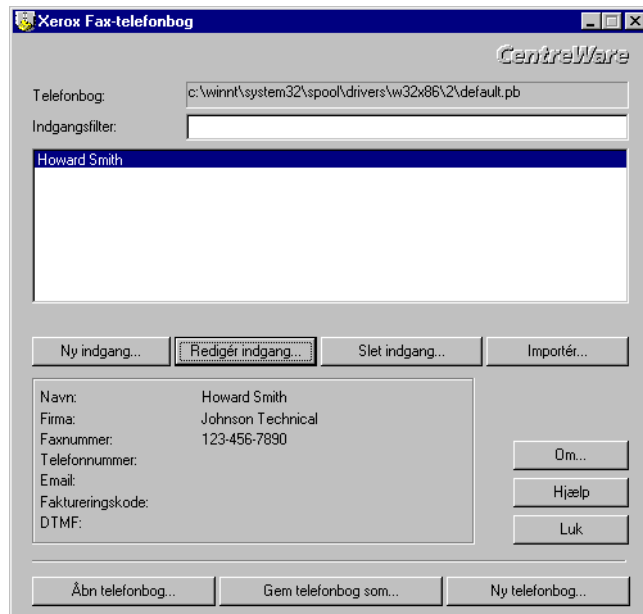 Xerox Fax-telefonbog
CentreWare
Telefonbog: c:\winnt\system32\spool\drivers\w32x86\2\default.pb
Indgangsfilter:
Howard Smith
Ny indgang... Redigér indgang... Slet indgang... Importér...
Navn: Howard Smith
Firma: Johnson Technical
Faxnummer: 123-456-7890
Telefonnummer:
Email:
Faktureringskode:
DTMF:
Om...
Hjælp
Luk
Åbn telefonbog... Gem telefonbog som... Ny telefonbog...